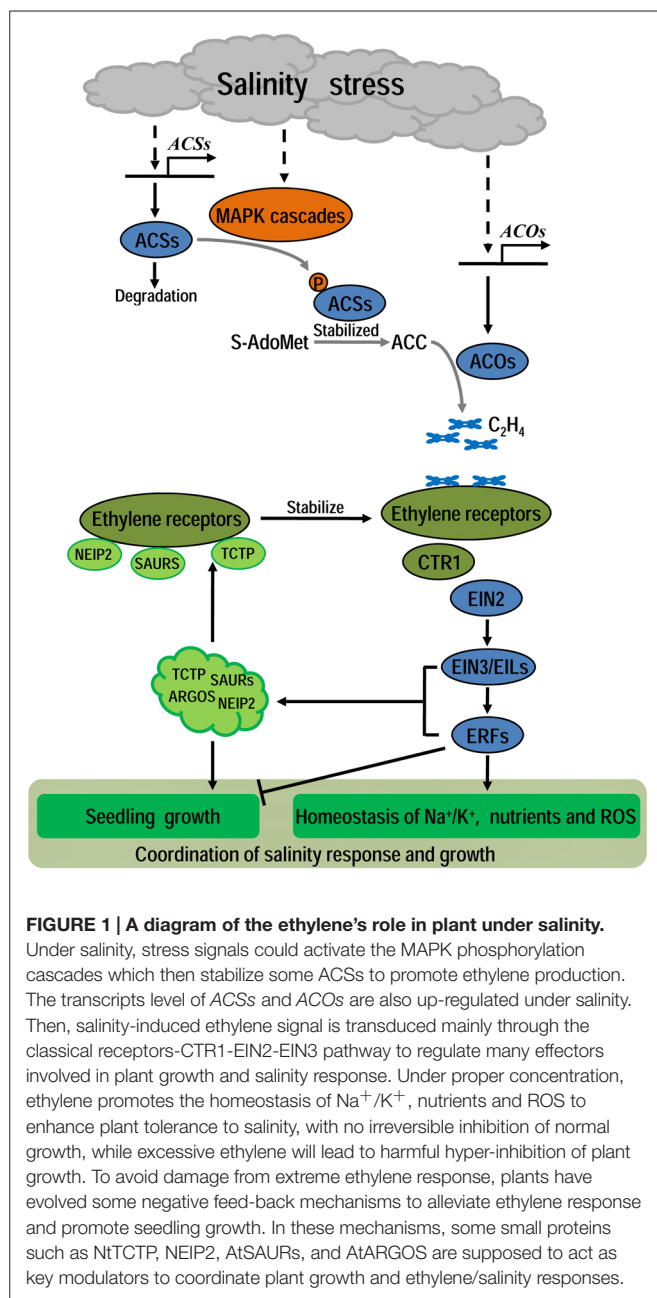 Salinity stress
ACSs
ACOs
MAPK cascades
ACSs
Degradation
P
ACSs
Stabilized
S-AdoMet
ACC
ACOs
C₂H₄
Ethylene receptors
Stabilize
Ethylene receptors
NEIP2
SAURS
TCTP
CTR1
EIN2
TCTP
SAURs
ARGOS
NEIP2
EIN3/EILs
ERFs
Seedling growth
Homeostasis of Na⁺/K⁺, nutrients and ROS
Coordination of salinity response and growth
FIGURE 1 | A diagram of the ethylene's role in plant under salinity.
Under salinity, stress signals could activate the MAPK phosphorylation
cascades which then stabilize some ACSs to promote ethylene production.
The transcripts level of ACSs and ACOs are also up-regulated under salinity.
Then, salinity-induced ethylene signal is transduced mainly through the
classical receptors-CTR1-EIN2-EIN3 pathway to regulate many effectors
involved in plant growth and salinity response. Under proper concentration,
ethylene promotes the homeostasis of Na⁺/K⁺, nutrients and ROS to
enhance plant tolerance to salinity, with no irreversible inhibition of normal
growth, while excessive ethylene will lead to harmful hyper-inhibition of plant
growth. To avoid damage from extreme ethylene response, plants have
evolved some negative feed-back mechanisms to alleviate ethylene response
and promote seedling growth. In these mechanisms, some small proteins
such as NtTCTP, NEIP2, AtSAURs, and AtARGOS are supposed to act as
key modulators to coordinate plant growth and ethylene/salinity responses.